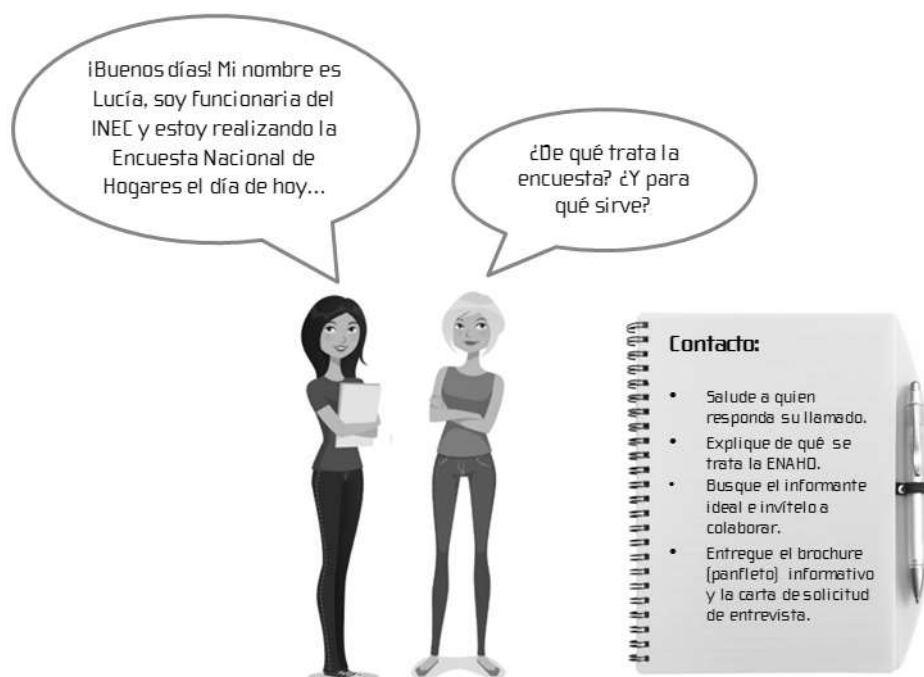 ¡Buenos días! Mi nombre es
Lucía, soy funcionaria del
INEC y estoy realizando la
Encuesta Nacional de
Hogares el día de hoy...
¿De qué trata la
encuesta? ¿Y para
qué sirve?
Contacto:
• Salude a quien
responda su llamado.
• Explique de qué se
trata la ENAHO.
• Busque el informante
ideal e invítelo a
colaborar.
• Entregue el brochure
(panfleto) informativo
y la carta de solicitud
de entrevista.